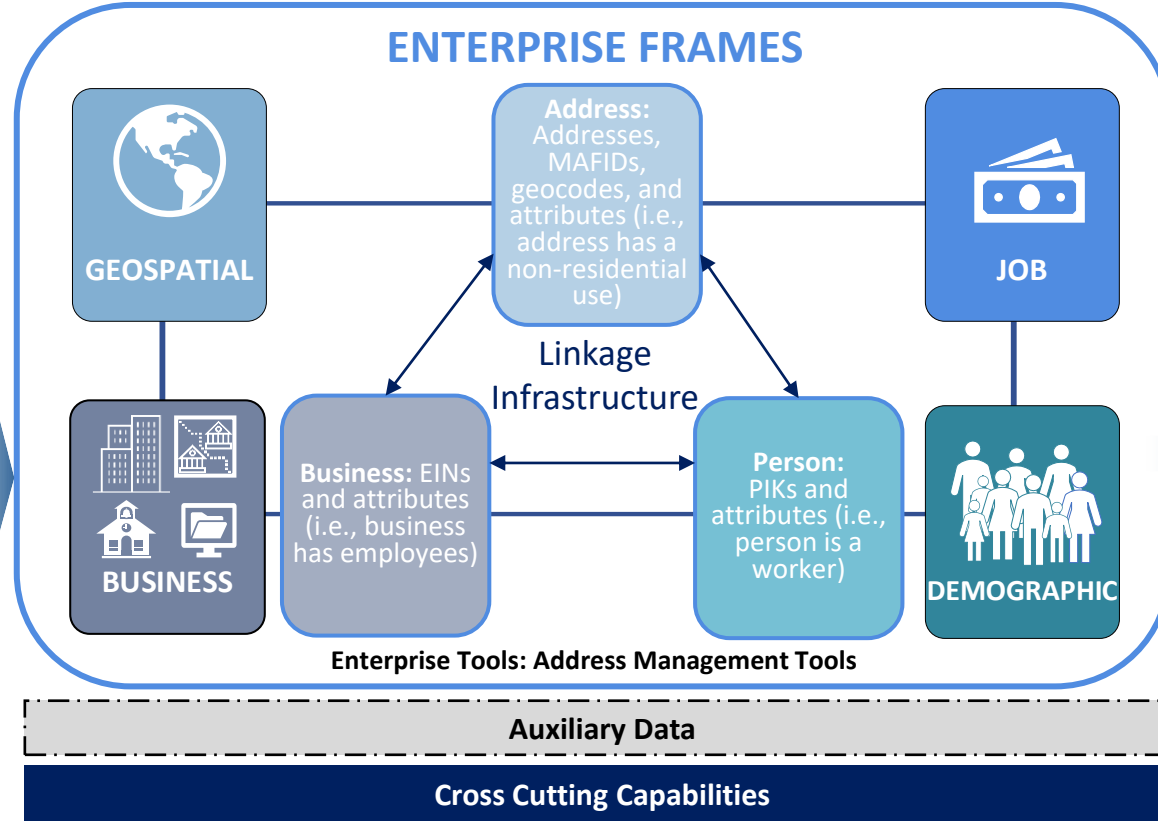 ENTERPRISE FRAMES
GEOSPATIAL
Address:
Addresses,
MAFIDs,
geocodes, and
attributes (i.e.,
address has a
non-residential
use)
JOB
Linkage
Infrastructure
BUSINESS
Business: EINs
and attributes
(i.e., business
has employees)
Person:
PIKs and
attributes (i.e.,
person is a
worker)
DEMOGRAPHIC
Enterprise Tools: Address Management Tools
Auxiliary Data
Cross Cutting Capabilities